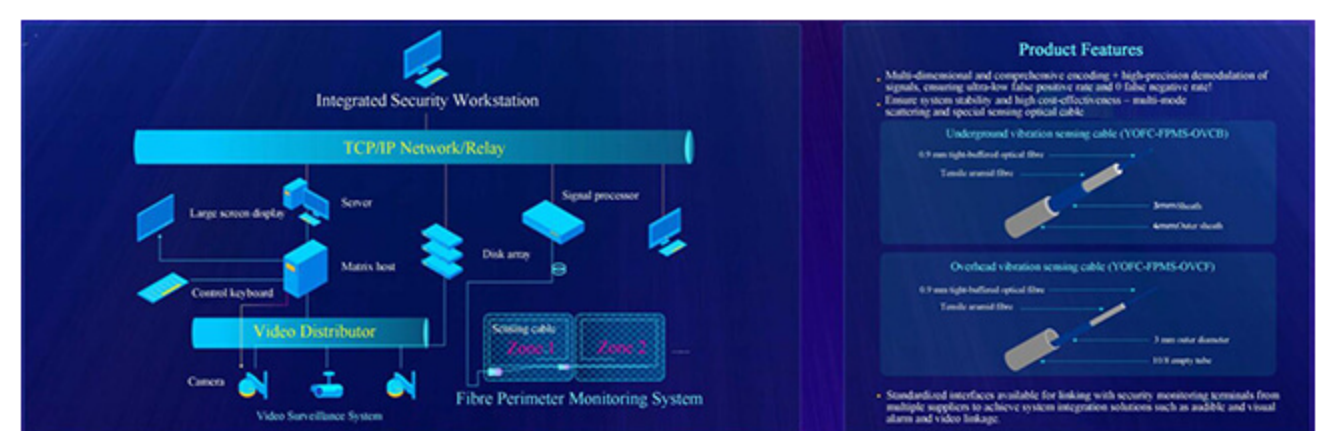 Integrated Security Workstation
TCP/IP Network/Relay
Large screen display
Server
Signal processor
Matrix host
Disk array
Control keyboard
Video Distributor
Sensing cable
Zone 1
Zone 2
Camera
Video Surveillance System
Fibre Perimeter Monitoring System
Product Features
Multi-dimensional and comprehensive encoding + high-precision demodulation of
signals, ensuring ultra-low false positive rate and 0 false negative rate!
Ensure system stability and high cost-effectiveness – multi-mode
scattering and special sensing optical cable
Underground vibration sensing cable (YOFC-FPMS-OVCB)
0.9 mm tight-buffered optical fibre
Tensile aramid fibre
3mmSheath
4mmOuter sheath
Overhead vibration sensing cable (YOFC-FPMS-OVCF)
0.9 mm tight-buffered optical fibre
Tensile aramid fibre
3 mm outer diameter
10/8 empty tube
Standardized interfaces available for linking with security monitoring terminals from
multiple suppliers to achieve system integration solutions such as audible and visual
alarm and video linkage.